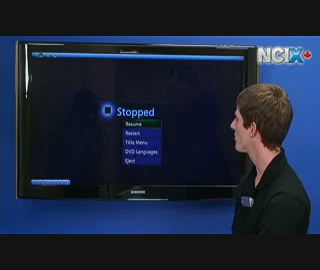 NCIX
Stopped
Resume
Restart
Title Menu
DVD Languages
Eject
SAMSUNG